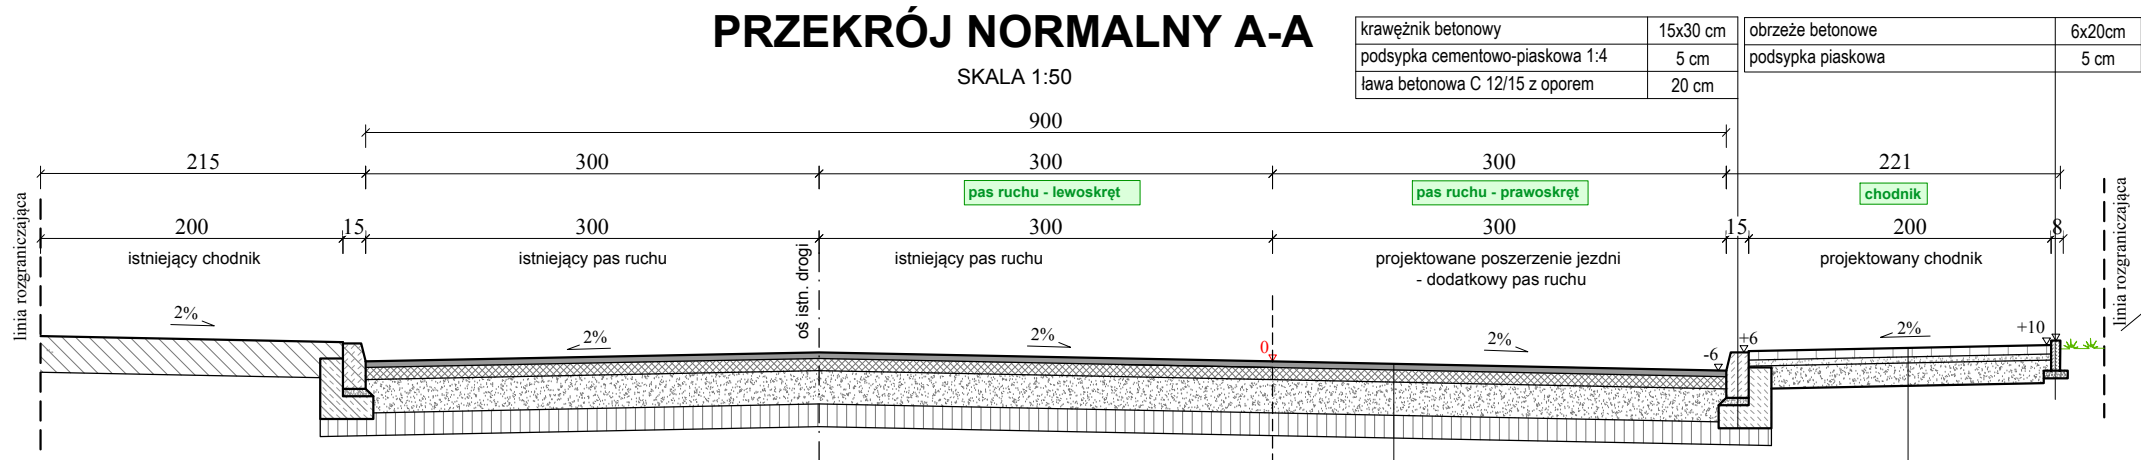 PRZEKRÓJ NORMALNY A-A
SKALA 1:50
krawężnik betonowy 15x30 cm
podsypka cementowo-piaskowa 1:4 5 cm
ława betonowa C 12/15 z oporem 20 cm
obrzeże betonowe 6x20cm
podsypka piaskowa 5 cm
900
215 300 300 300 221
pas ruchu - lewoskręt pas ruchu - prawoskręt chodnik
200 15 300 300 300 15 200 8
istniejący chodnik istniejący pas ruchu istniejący pas ruchu projektowane poszerzenie jezdni projektowany chodnik
- dodatkowy pas ruchu
linia rozgraniczająca
oś istn. drogi
linia rozgraniczająca
2% 2% 2% 0 2% -6 +6 2% +10